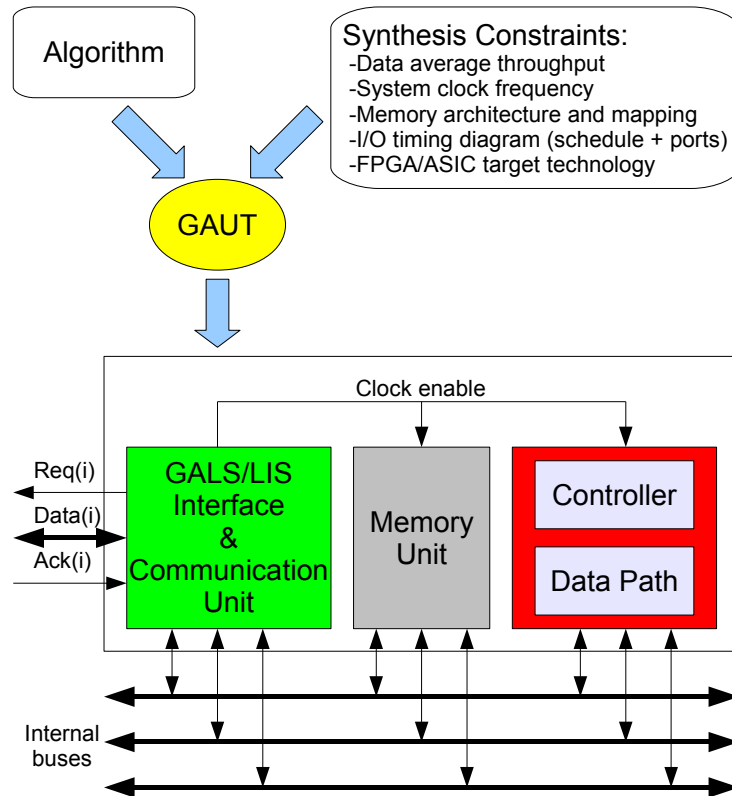 Algorithm
Synthesis Constraints:
-Data average throughput
-System clock frequency
-Memory architecture and mapping
-I/O timing diagram (schedule + ports)
-FPGA/ASIC target technology
GAUT
Clock enable
Req(i)
Data(i)
Ack(i)
GALS/LIS
Interface
&
Communication
Unit
Memory
Unit
Controller
Data Path
Internal
buses